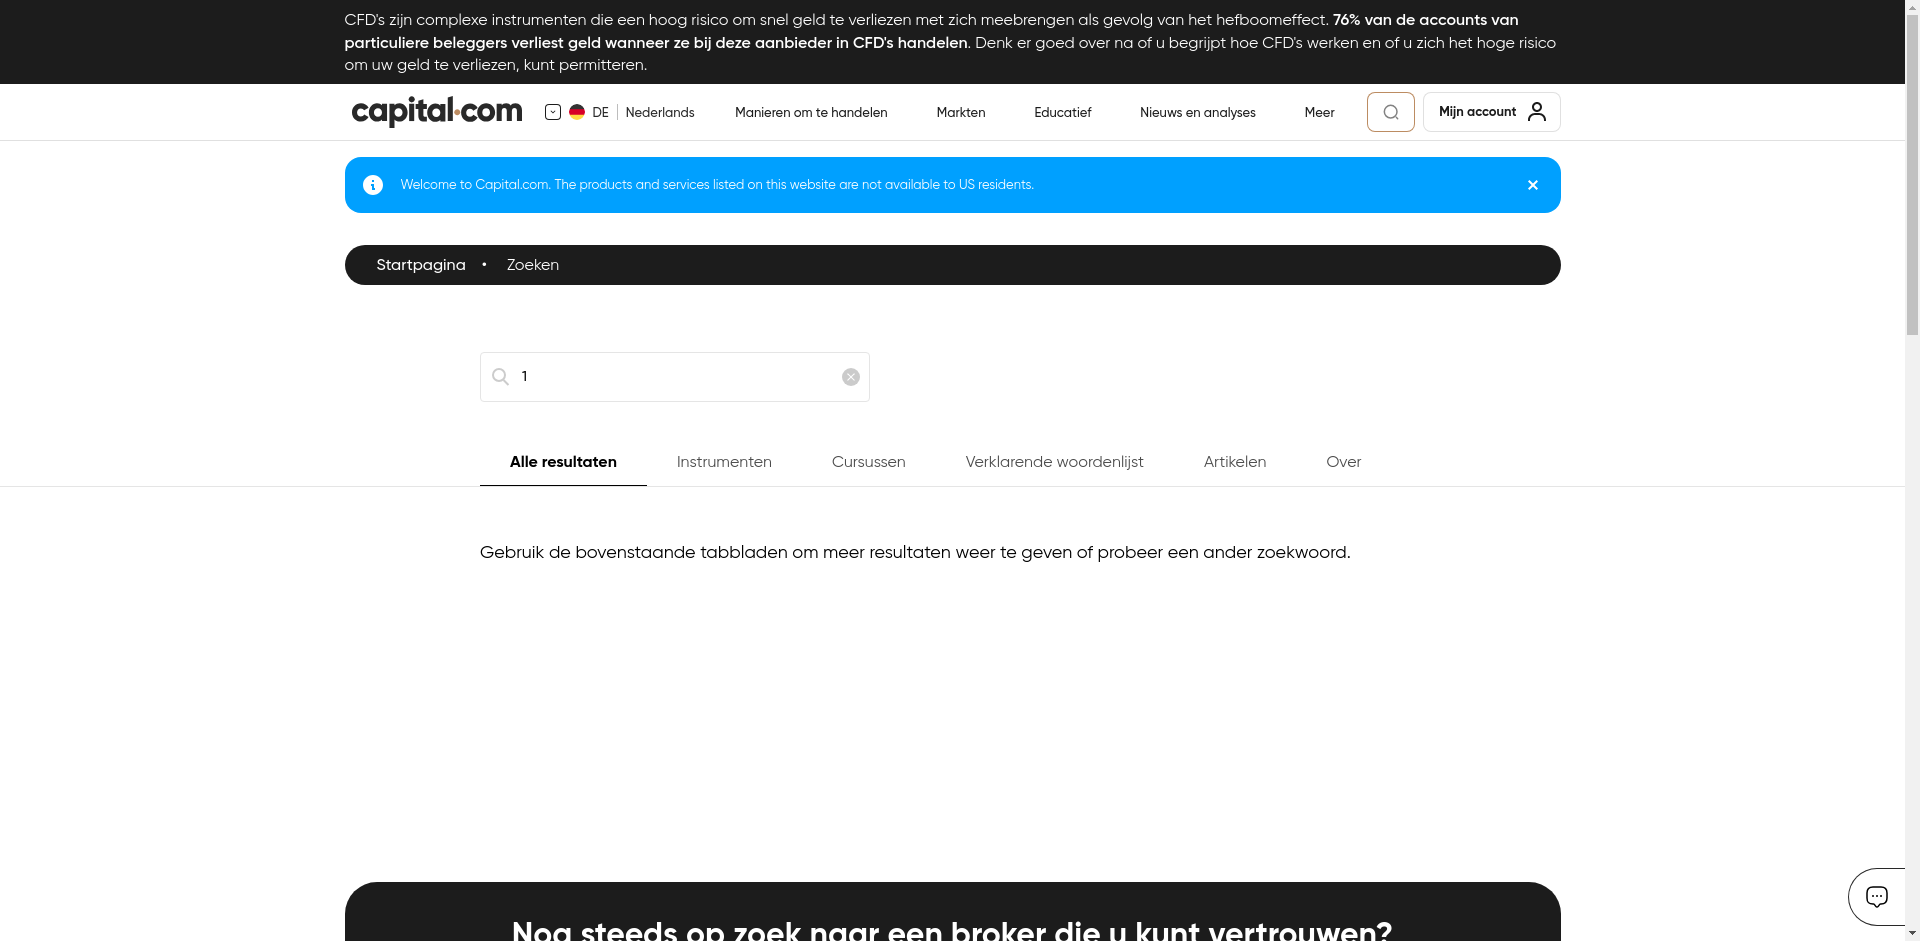 CFD's zijn complexe instrumenten die een hoog risico om snel geld te verliezen met zich meebrengen als gevolg van het hefboomeffect. 76% van de accounts van
particuliere beleggers verliest geld wanneer ze bij deze aanbieder in CFD's handelen. Denk er goed over na of u begrijpt hoe CFD's werken en of u zich het hoge risico
om uw geld te verliezen, kunt permitteren.
capital.com DE Nederlands Manieren om te handelen Markten Educatief Nieuws en analyses Meer Mijn account
Welcome to Capital.com. The products and services listed on this website are not available to US residents.
Startpagina • Zoeken
1
Alle resultaten Instrumenten Cursussen Verklarende woordenlijst Artikelen Over
Gebruik de bovenstaande tabbladen om meer resultaten weer te geven of probeer een ander zoekwoord.
Nog steeds op zoek naar een broker die u kunt vertrouwen?